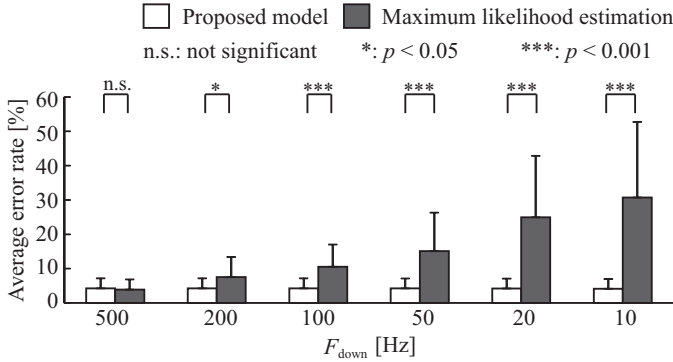 Proposed model Maximum likelihood estimation
n.s.: not significant *: p < 0.05 ***: p < 0.001
n.s. * *** *** *** ***
Average error rate [%]
60
50
40
30
20
10
0
500 200 100 50 20 10
F_down [Hz]